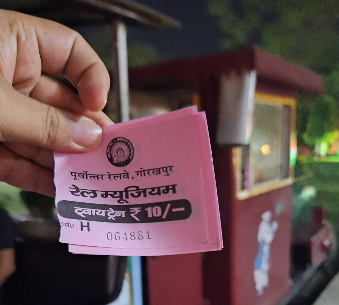 पूर्वोत्तर रेलवे, गोरखपुर
रेल म्यूजियम
ट्वायट्रेन ₹ 10/-
H 064881